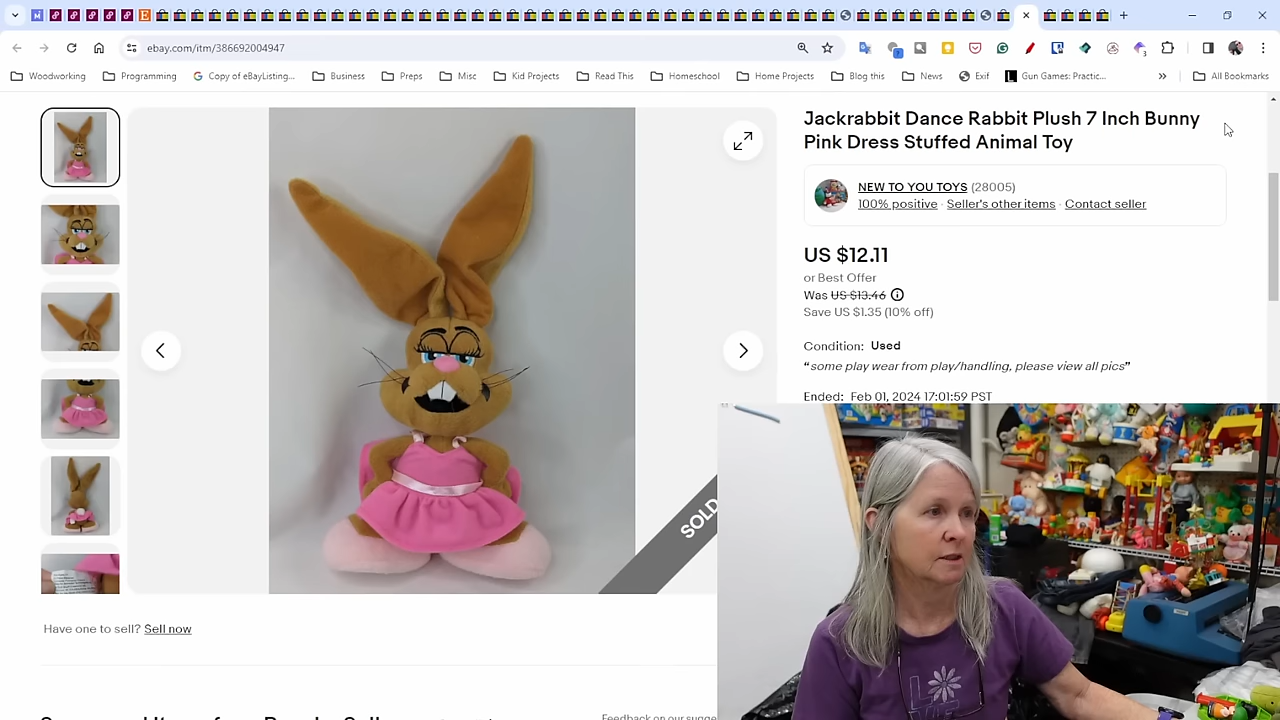 ebay.com/itm/386692004947
Woodworking
Programming
Copy of eBayListing...
Business
Preps
Misc
Kid Projects
Read This
Homeschool
Home Projects
Blog this
News
Exif
Gun Games: Practic...
All Bookmarks
Jackrabbit Dance Rabbit Plush 7 Inch Bunny
Pink Dress Stuffed Animal Toy
NEW TO YOU TOYS (28005)
100% positive · Seller's other items · Contact seller
US $12.11
or Best Offer
Was US $13.46
Save US $1.35 (10% off)
Condition: Used
“some play wear from play/handling, please view all pics”
Ended: Feb 01, 2024 17:01:59 PST
SOLD
Have one to sell? Sell now